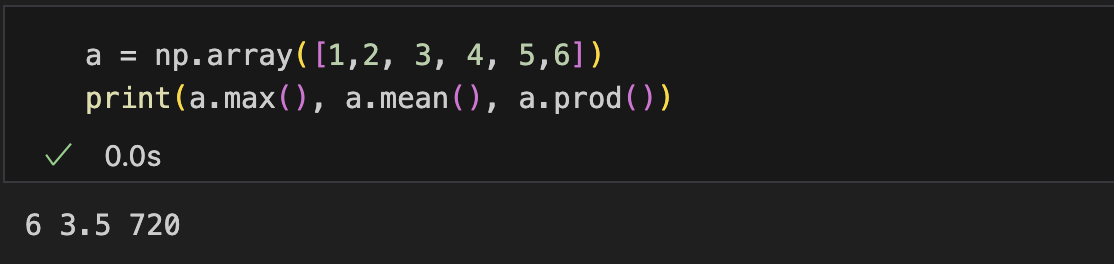 a = np.array([1,2, 3, 4, 5,6])
print(a.max(), a.mean(), a.prod())
0.0s
6 3.5 720